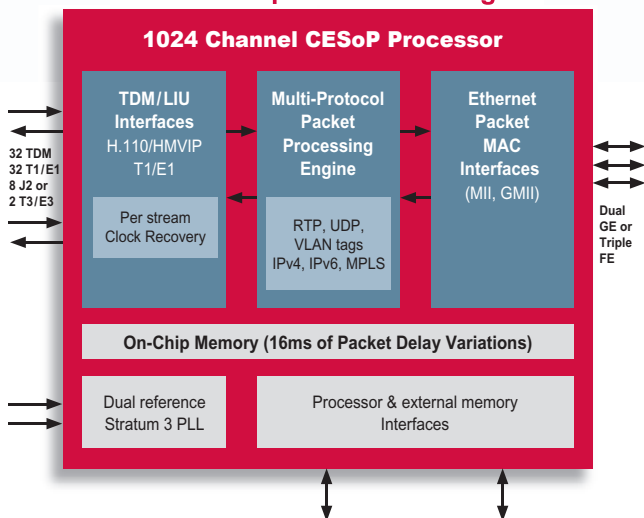 1024 Channel CESoP Processor
TDM/LIU
Interfaces
H.110/HMVIP
T1/E1
Per stream
Clock Recovery
Multi-Protocol
Packet
Processing
Engine
RTP, UDP,
VLAN tags
IPv4, IPv6, MPLS
Ethernet
Packet
MAC
Interfaces
(MII, GMII)
32 TDM
32 T1/E1
8 J2 or
2 T3/E3
Dual
GE or
Triple
FE
On-Chip Memory (16ms of Packet Delay Variations)
Dual reference
Stratum 3 PLL
Processor & external memory
Interfaces